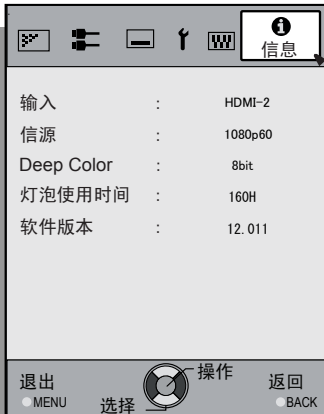 信息
输入 : HDMI-2
信源 : 1080p60
Deep Color : 8bit
灯泡使用时间 : 160H
软件版本 : 12.011
操作
退出 返回
MENU 选择 BACK